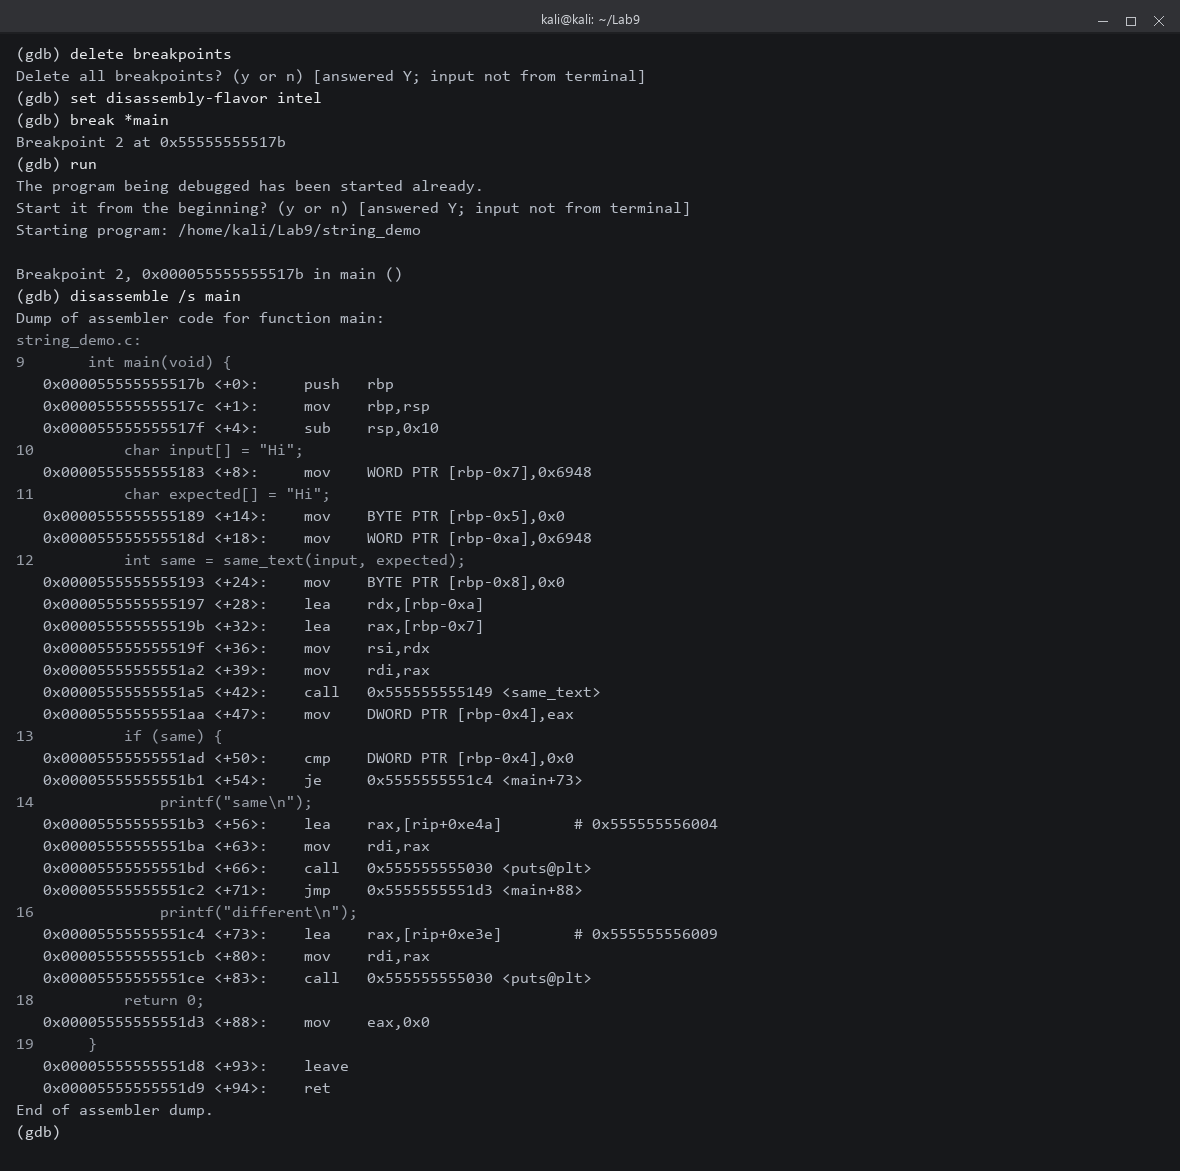 kali@kali: ~/Lab9
(gdb) delete breakpoints
Delete all breakpoints? (y or n) [answered Y; input not from terminal]
(gdb) set disassembly-flavor intel
(gdb) break *main
Breakpoint 2 at 0x55555555517b
(gdb) run
The program being debugged has been started already.
Start it from the beginning? (y or n) [answered Y; input not from terminal]
Starting program: /home/kali/Lab9/string_demo

Breakpoint 2, 0x000055555555517b in main ()
(gdb) disassemble /s main
Dump of assembler code for function main:
string_demo.c:
9       int main(void) {
   0x000055555555517b <+0>:     push   rbp
   0x000055555555517c <+1>:     mov    rbp,rsp
   0x000055555555517f <+4>:     sub    rsp,0x10
10          char input[] = "Hi";
   0x0000555555555183 <+8>:     mov    WORD PTR [rbp-0x7],0x6948
11          char expected[] = "Hi";
   0x0000555555555189 <+14>:    mov    BYTE PTR [rbp-0x5],0x0
   0x000055555555518d <+18>:    mov    WORD PTR [rbp-0xa],0x6948
12          int same = same_text(input, expected);
   0x0000555555555193 <+24>:    mov    BYTE PTR [rbp-0x8],0x0
   0x0000555555555197 <+28>:    lea    rdx,[rbp-0xa]
   0x000055555555519b <+32>:    lea    rax,[rbp-0x7]
   0x000055555555519f <+36>:    mov    rsi,rdx
   0x00005555555551a2 <+39>:    mov    rdi,rax
   0x00005555555551a5 <+42>:    call   0x555555555149 <same_text>
   0x00005555555551aa <+47>:    mov    DWORD PTR [rbp-0x4],eax
13          if (same) {
   0x00005555555551ad <+50>:    cmp    DWORD PTR [rbp-0x4],0x0
   0x00005555555551b1 <+54>:    je     0x5555555551c4 <main+73>
14              printf("same\n");
   0x00005555555551b3 <+56>:    lea    rax,[rip+0xe4a]        # 0x555555556004
   0x00005555555551ba <+63>:    mov    rdi,rax
   0x00005555555551bd <+66>:    call   0x555555555030 <puts@plt>
   0x00005555555551c2 <+71>:    jmp    0x5555555551d3 <main+88>
16              printf("different\n");
   0x00005555555551c4 <+73>:    lea    rax,[rip+0xe3e]        # 0x555555556009
   0x00005555555551cb <+80>:    mov    rdi,rax
   0x00005555555551ce <+83>:    call   0x555555555030 <puts@plt>
18          return 0;
   0x00005555555551d3 <+88>:    mov    eax,0x0
19      }
   0x00005555555551d8 <+93>:    leave
   0x00005555555551d9 <+94>:    ret
End of assembler dump.
(gdb)